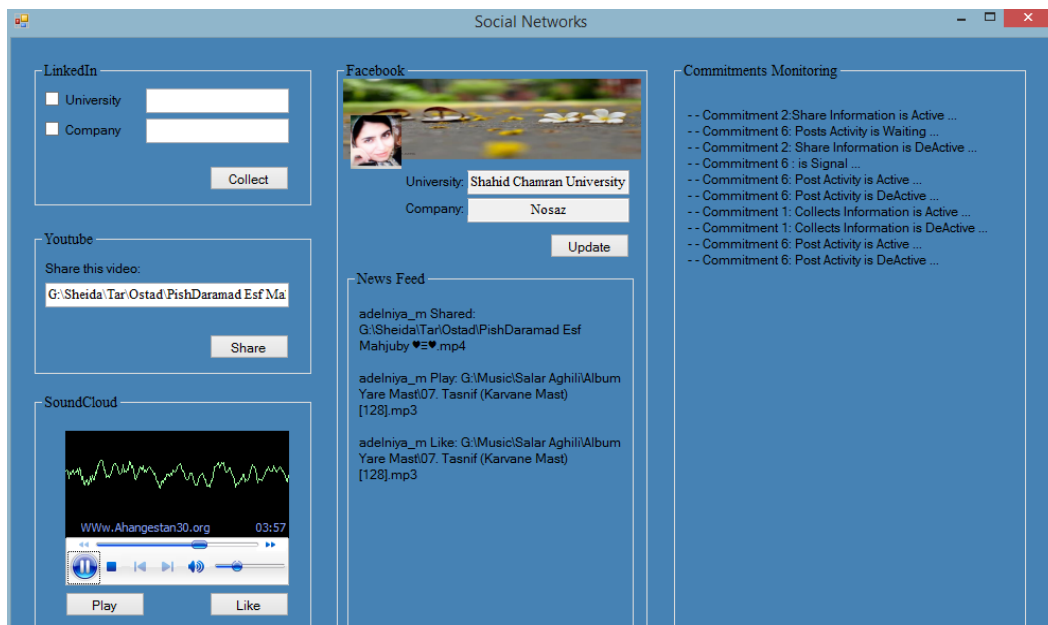 Social Networks
LinkedIn
University
Company
Collect
Youtube
Share this video:
G:\Sheida\Tar\Ostad\PishDaramad Esf Ma
Share
SoundCloud
WWw.Ahangestan30.org 03:57
Play Like
Facebook
University: Shahid Chamran University
Company: Nosaz
Update
News Feed
adelniya_m Shared:
G:\Sheida\Tar\Ostad\PishDaramad Esf
Mahjuby ♥Ξ♥.mp4
adelniya_m Play: G:\Music\Salar Aghili\Album
Yare Mast\07. Tasnif (Karvane Mast)
[128].mp3
adelniya_m Like: G:\Music\Salar Aghili\Album
Yare Mast\07. Tasnif (Karvane Mast)
[128].mp3
Commitments Monitoring
- - Commitment 2:Share Information is Active ...
- - Commitment 6: Posts Activity is Waiting ...
- - Commitment 2: Share Information is DeActive ...
- - Commitment 6 : is Signal ...
- - Commitment 6: Post Activity is Active ...
- - Commitment 6: Post Activity is DeActive ...
- - Commitment 1: Collects Information is Active ...
- - Commitment 1: Collects Information is DeActive ...
- - Commitment 6: Post Activity is Active ...
- - Commitment 6: Post Activity is DeActive ...